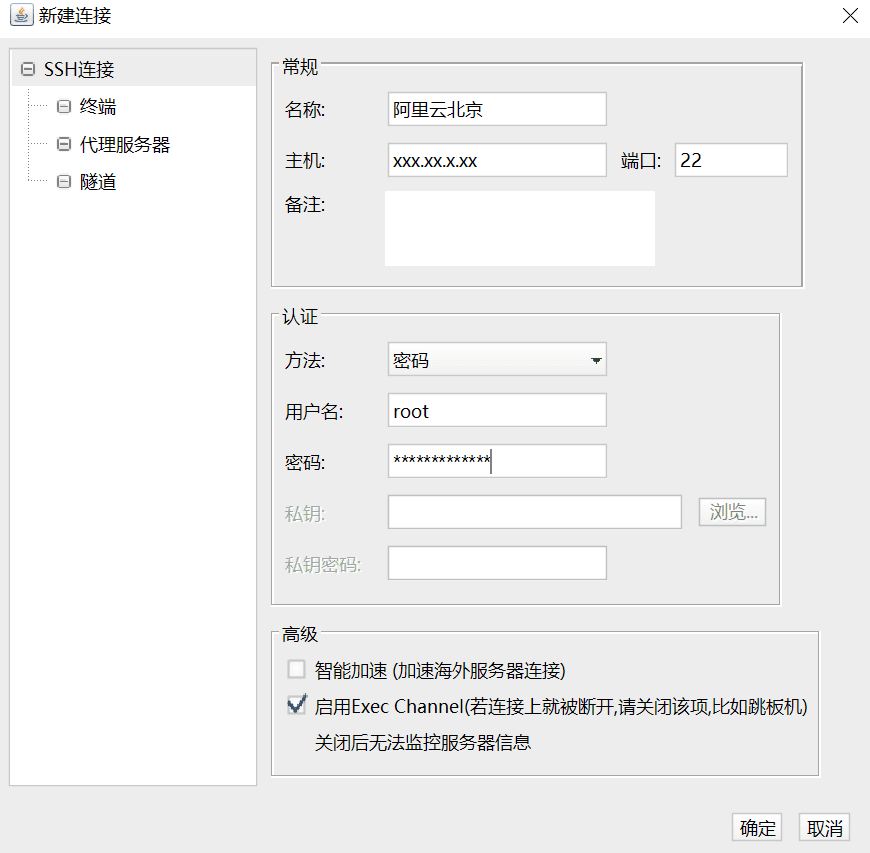 新建连接
SSH连接
终端
代理服务器
隧道
常规
名称: 阿里云北京
主机: xxx.xx.x.xx 端口: 22
备注:
认证
方法: 密码
用户名: root
密码: *************
私钥: 浏览...
私钥密码:
高级
智能加速 (加速海外服务器连接)
启用Exec Channel(若连接上就被断开,请关闭该项,比如跳板机)
关闭后无法监控服务器信息
确定 取消